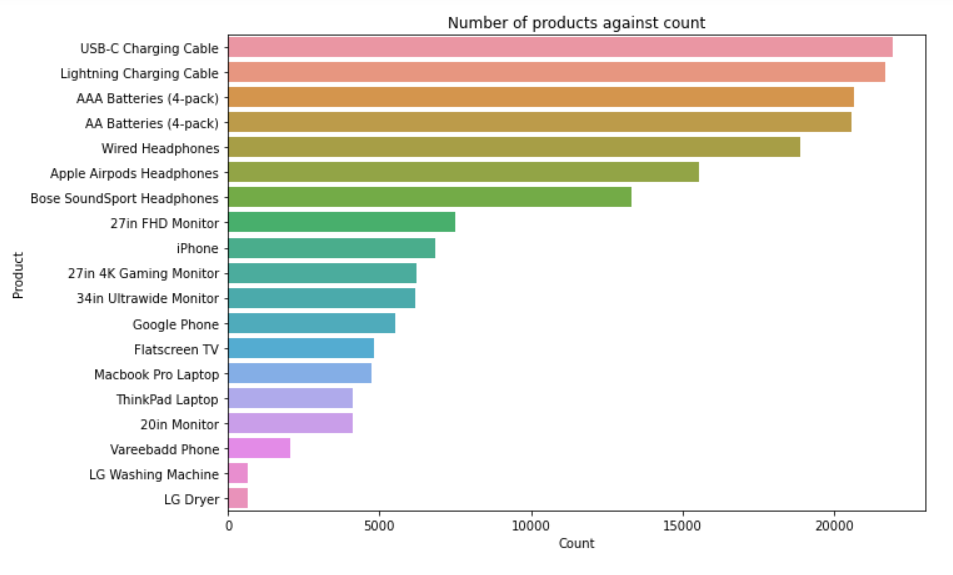 Number of products against count
USB-C Charging Cable
Lightning Charging Cable
AAA Batteries (4-pack)
AA Batteries (4-pack)
Wired Headphones
Apple Airpods Headphones
Bose SoundSport Headphones
27in FHD Monitor
iPhone
27in 4K Gaming Monitor
34in Ultrawide Monitor
Google Phone
Flatscreen TV
Macbook Pro Laptop
ThinkPad Laptop
20in Monitor
Vareebadd Phone
LG Washing Machine
LG Dryer
Product
0 5000 10000 15000 20000
Count